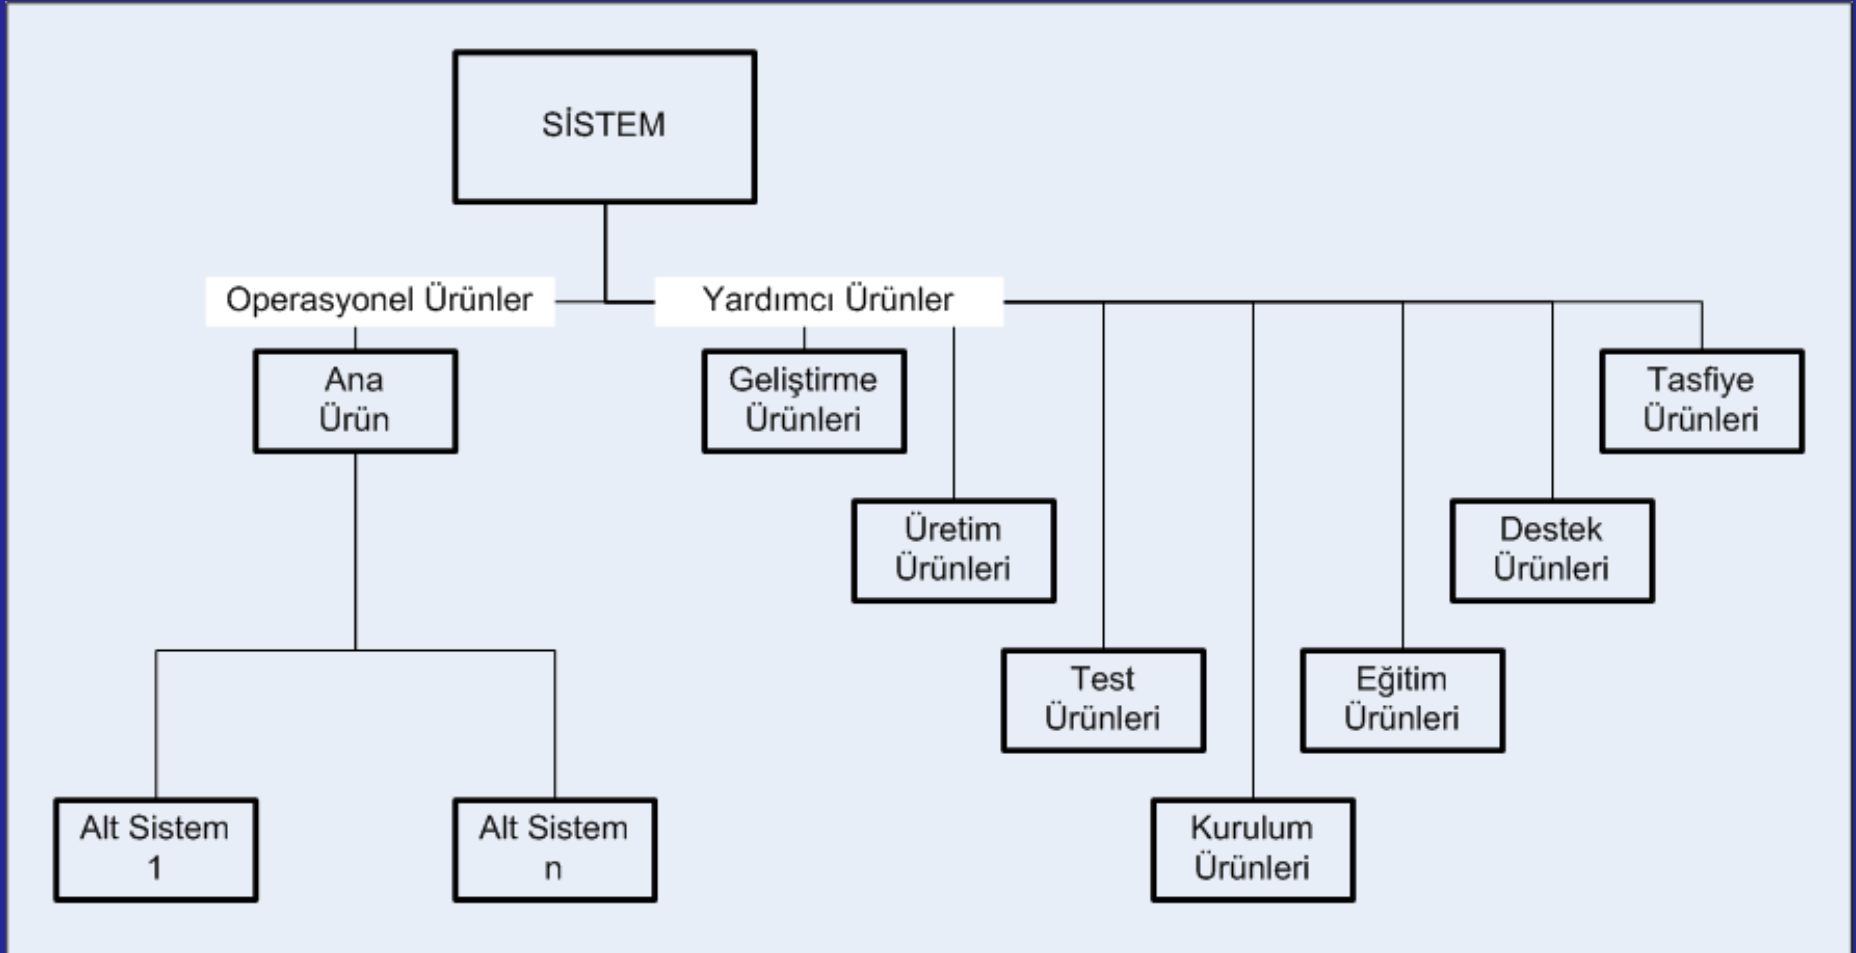 SİSTEM
Operasyonel Ürünler
Yardımcı Ürünler
Ana
Ürün
Geliştirme
Ürünleri
Tasfiye
Ürünleri
Üretim
Ürünleri
Destek
Ürünleri
Test
Ürünleri
Eğitim
Ürünleri
Alt Sistem
1
Alt Sistem
n
Kurulum
Ürünleri